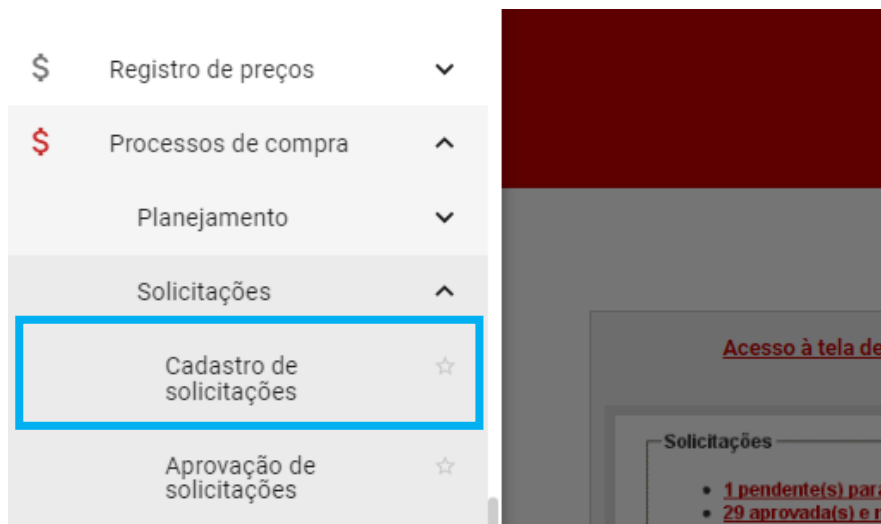 $ Registro de preços
$ Processos de compra
Planejamento
Solicitações
Cadastro de
solicitações
Aprovação de
solicitações
Acesso à tela de
Solicitações
1 pendente(s) para
29 aprovada(s) e